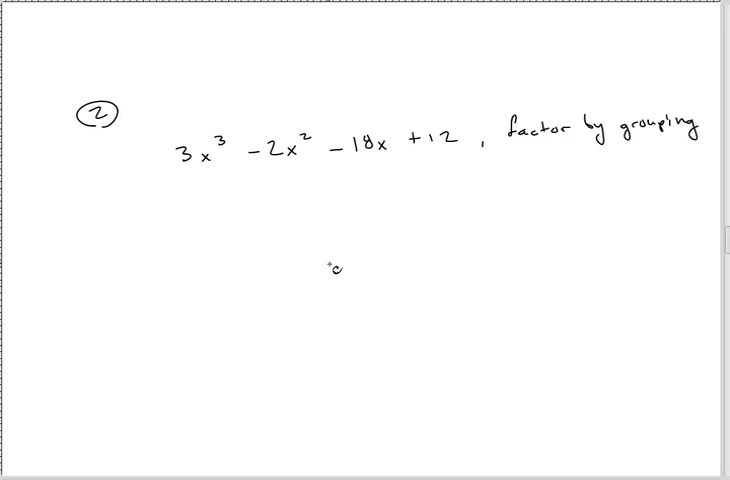 ② 3x³ - 2x² - 18x + 12 , factor by grouping